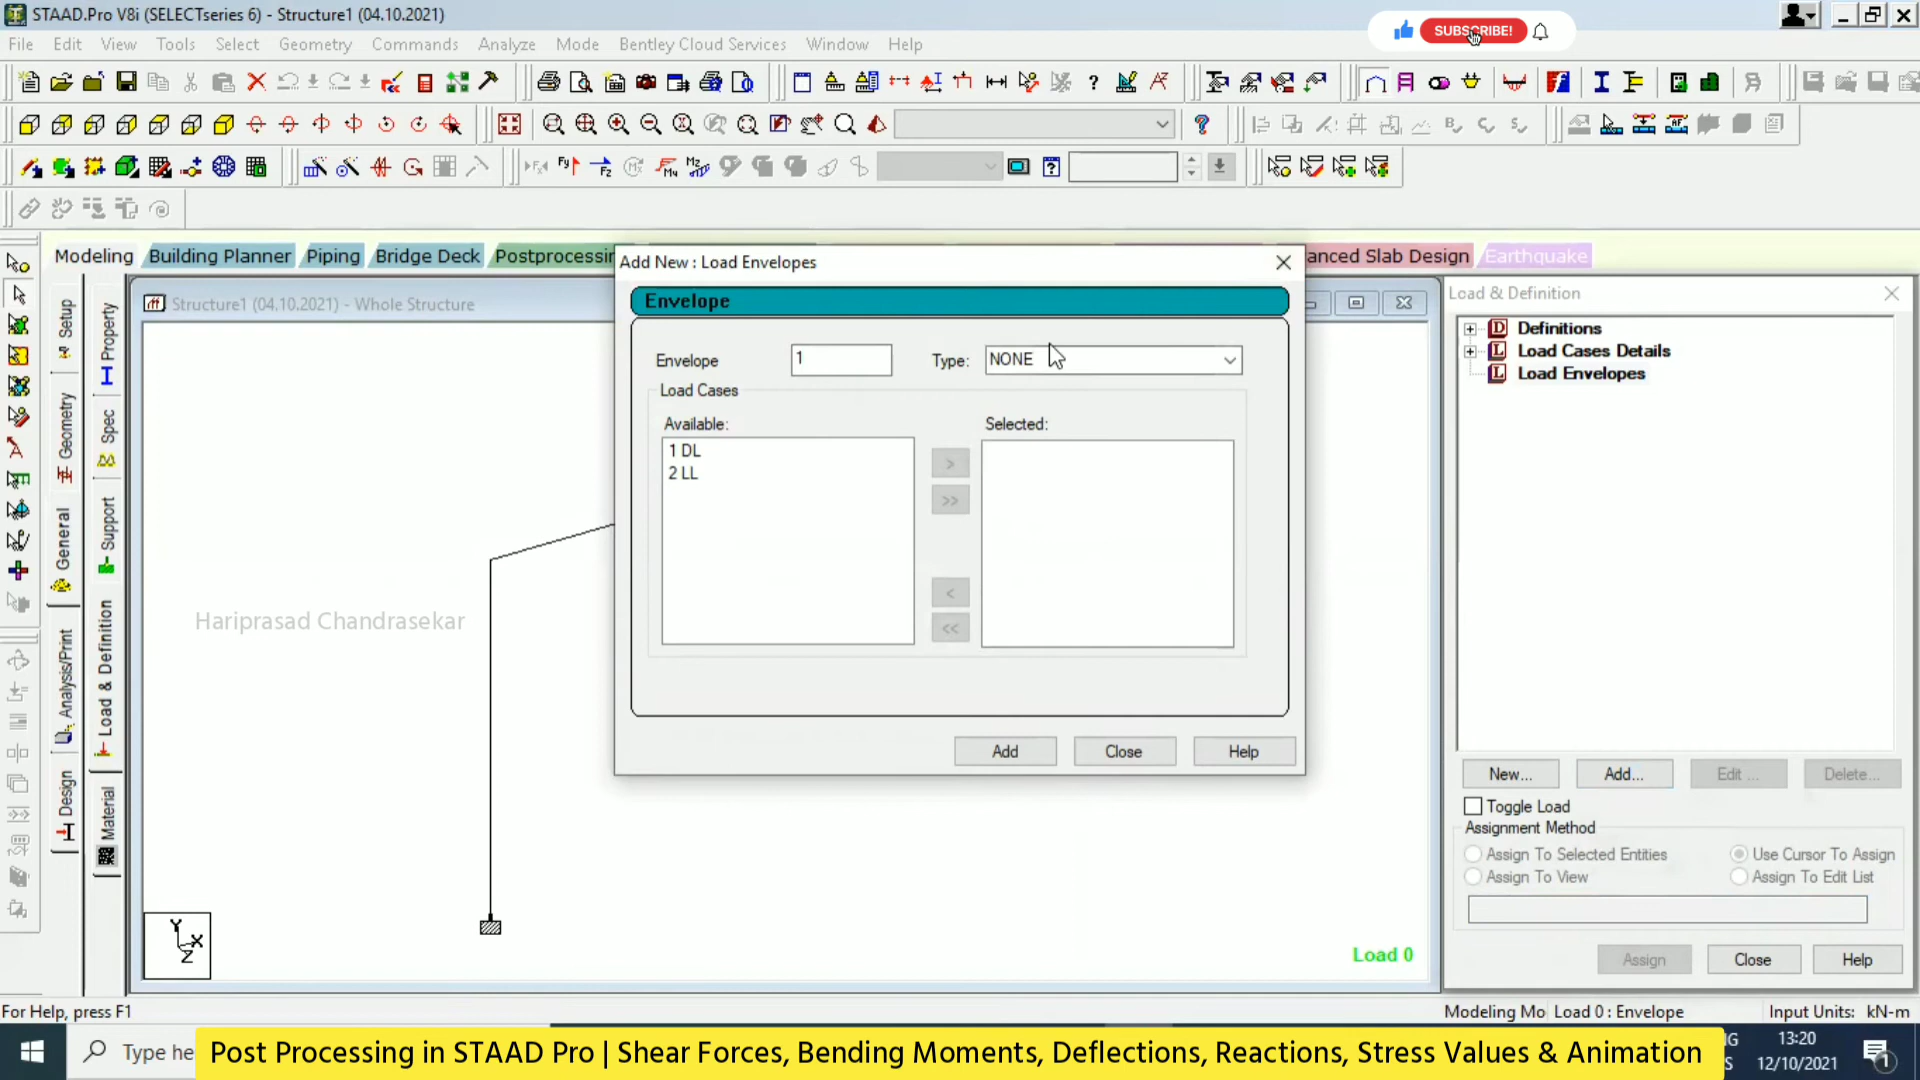 STAAD.Pro V8i (SELECTseries 6) - Structure1 (04.10.2021)
SUBSCRIBE!
File Edit View Tools Select Geometry Commands Analyze Mode Bentley Cloud Services Window Help
Modeling Building Planner Piping Bridge Deck Postprocessin anced Slab Design Earthquake
Add New : Load Envelopes
Envelope
Envelope 1 Type: NONE
Load Cases
Available: Selected:
1 DL
2 LL
> 
>>
<
<<
Add Close Help
Structure1 (04.10.2021) - Whole Structure
Setup
Geometry
General
Analysis/Print
Design
Property
Spec
Support
Load & Definition
Material
Hariprasad Chandrasekar
Y
X
Z
Load 0
Load & Definition
Definitions
Load Cases Details
Load Envelopes
New... Add... Edit ... Delete...
Toggle Load
Assignment Method
Assign To Selected Entities Use Cursor To Assign
Assign To View Assign To Edit List
Assign Close Help
For Help, press F1
Modeling Mo Load 0 : Envelope Input Units: kN-m
Type he
Post Processing in STAAD Pro | Shear Forces, Bending Moments, Deflections, Reactions, Stress Values & Animation
13:20
12/10/2021
1